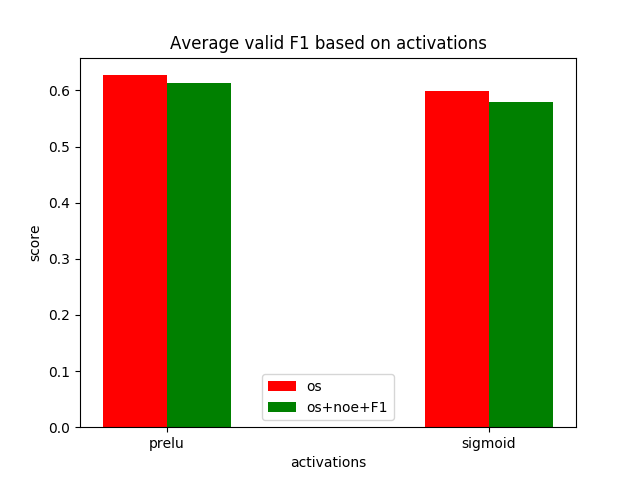 Average valid F1 based on activations
score
0.6
0.5
0.4
0.3
0.2
0.1
0.0
os
os+noe+F1
prelu
sigmoid
activations